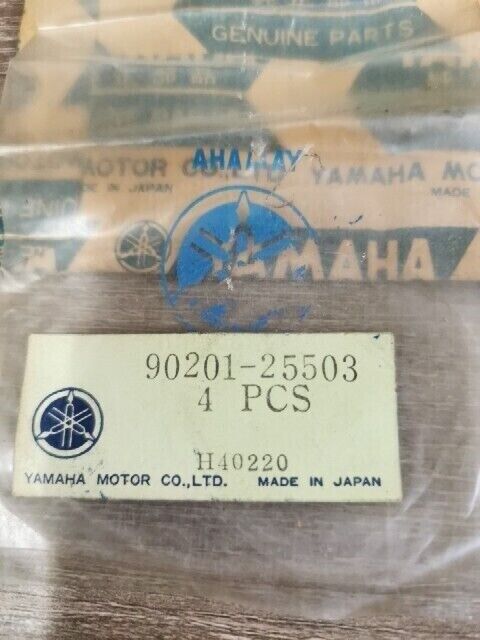 GENUINE PARTS
AHAMAY
MOTOR CO., LTD. YAMAHA MO
MADE IN JAPAN MADE
YAMAHA
90201-25503
4 PCS
H40220
YAMAHA MOTOR CO.,LTD. MADE IN JAPAN